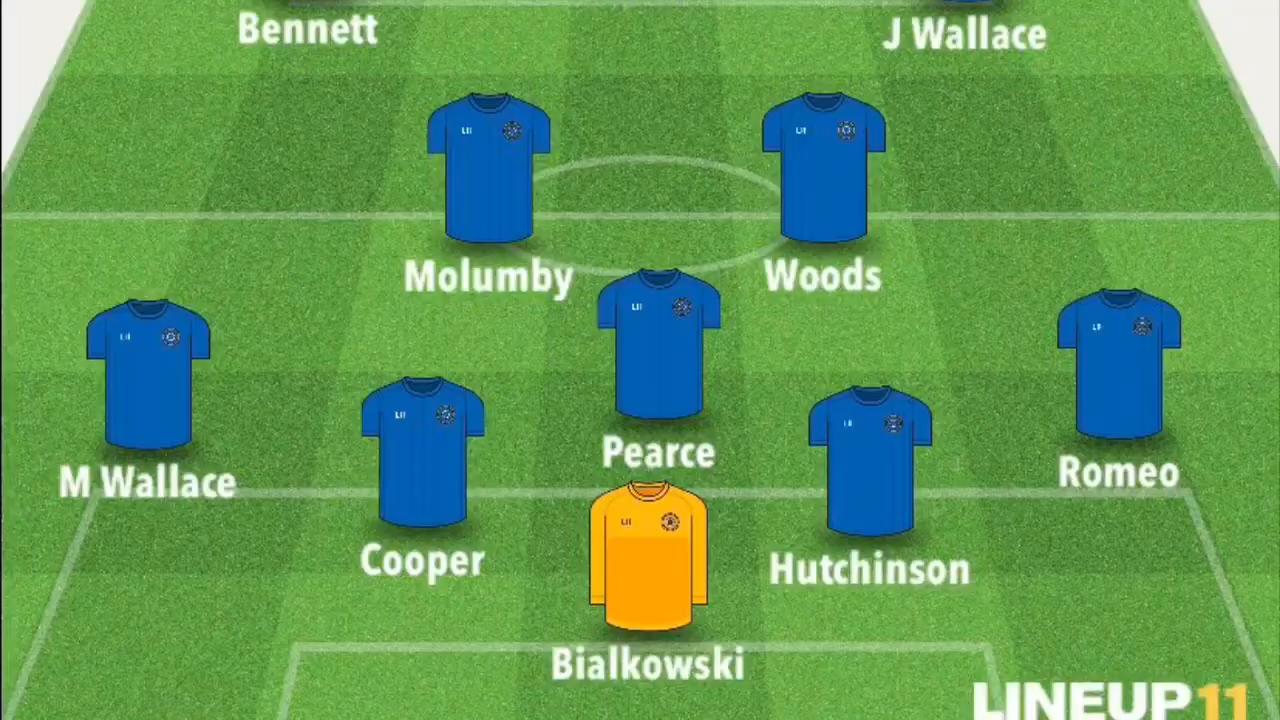 Bennett
J Wallace
Molumby
Woods
Pearce
M Wallace
Romeo
Cooper
Hutchinson
Bialkowski
LINEUP11